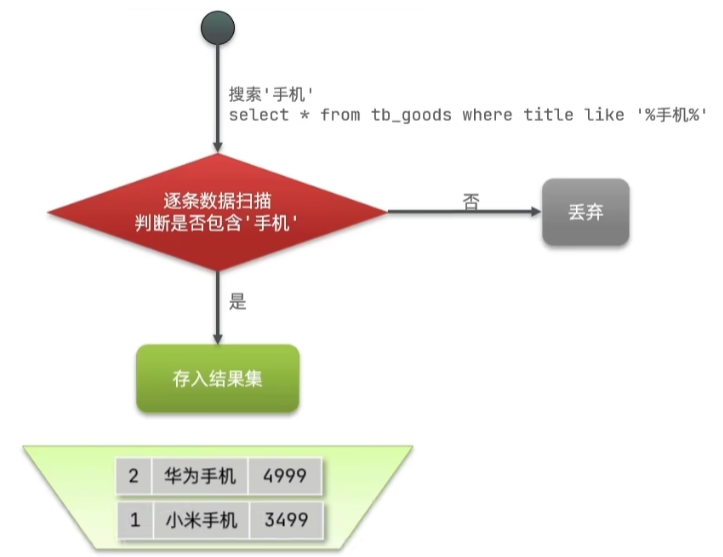 搜索'手机'
select * from tb_goods where title like '%手机%'
逐条数据扫描
判断是否包含'手机'
否
丢弃
是
存入结果集
2 华为手机 4999
1 小米手机 3499